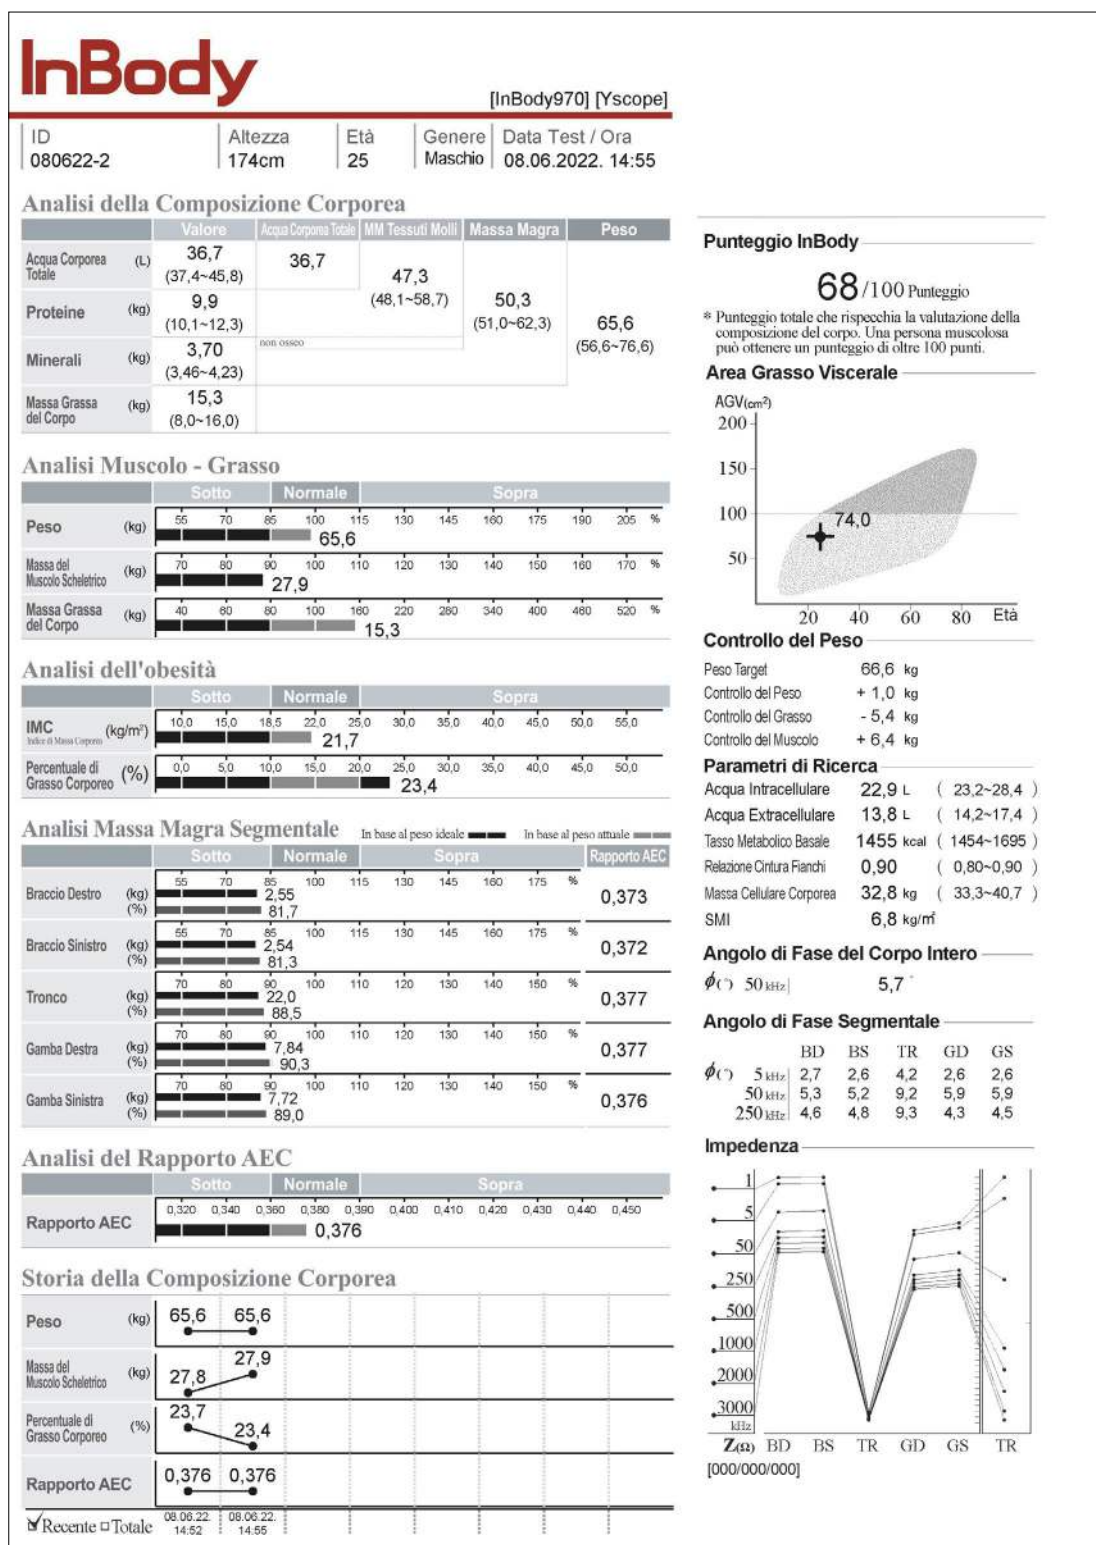 InBody
[InBody970] [Yscope]
ID Altezza Età Genere Data Test / Ora
080622-2 174cm 25 Maschio 08.06.2022. 14:55
Analisi della Composizione Corporea
Valore Acqua Corporea Totale MM Tessuti Molli Massa Magra Peso
Acqua Corporea Totale (L) 36,7 (37,4~45,8) 36,7
47,3 (48,1~58,7)
Proteine (kg) 9,9 (10,1~12,3)
50,3 (51,0~62,3)
65,6 (56,6~76,6)
Minerali (kg) 3,70 (3,46~4,23) non osseo
Massa Grassa del Corpo (kg) 15,3 (8,0~16,0)
Analisi Muscolo - Grasso
Sotto Normale Sopra
Peso (kg) 55 70 85 100 115 130 145 160 175 190 205 %
65,6
Massa del Muscolo Scheletrico (kg) 70 80 90 100 110 120 130 140 150 160 170 %
27,9
Massa Grassa del Corpo (kg) 40 60 80 100 160 220 280 340 400 460 520 %
15,3
Analisi dell'obesità
Sotto Normale Sopra
IMC (kg/m²) 10,0 15,0 18,5 22,0 25,0 30,0 35,0 40,0 45,0 50,0 55,0
Indice di Massa Corporea
21,7
Percentuale di Grasso Corporeo (%) 0,0 5,0 10,0 15,0 20,0 25,0 30,0 35,0 40,0 45,0 50,0
23,4
Analisi Massa Magra Segmentale In base al peso ideale In base al peso attuale
Sotto Normale Sopra Rapporto AEC
55 70 85 100 115 130 145 160 175 %
Braccio Destro (kg) 2,55 0,373
(%) 81,7
55 70 85 100 115 130 145 160 175 %
Braccio Sinistro (kg) 2,54 0,372
(%) 81,3
70 80 90 100 110 120 130 140 150 %
Tronco (kg) 22,0 0,377
(%) 88,5
70 80 90 100 110 120 130 140 150 %
Gamba Destra (kg) 7,84 0,377
(%) 90,3
70 80 90 100 110 120 130 140 150 %
Gamba Sinistra (kg) 7,72 0,376
(%) 89,0
Analisi del Rapporto AEC
Sotto Normale Sopra
0,320 0,340 0,360 0,380 0,390 0,400 0,410 0,420 0,430 0,440 0,450
Rapporto AEC 0,376
Storia della Composizione Corporea
Peso (kg) 65,6 65,6
Massa del Muscolo Scheletrico (kg) 27,8 27,9
Percentuale di Grasso Corporeo (%) 23,7 23,4
Rapporto AEC 0,376 0,376
Recente Totale 08.06.22. 14:52 08.06.22. 14:55
Punteggio InBody
68/100 Punteggio
* Punteggio totale che rispecchia la valutazione della
composizione del corpo. Una persona muscolosa
può ottenere un punteggio di oltre 100 punti.
Area Grasso Viscerale
AGV(cm²)
200
150
100
74,0
50
20 40 60 80 Età
Controllo del Peso
Peso Target 66,6 kg
Controllo del Peso + 1,0 kg
Controllo del Grasso - 5,4 kg
Controllo del Muscolo + 6,4 kg
Parametri di Ricerca
Acqua Intracellulare 22,9 L ( 23,2~28,4 )
Acqua Extracellulare 13,8 L ( 14,2~17,4 )
Tasso Metabolico Basale 1455 kcal ( 1454~1695 )
Relazione Cintura Fianchi 0,90 ( 0,80~0,90 )
Massa Cellulare Corporea 32,8 kg ( 33,3~40,7 )
SMI 6,8 kg/m²
Angolo di Fase del Corpo Intero
ϕ(°) 50 kHz 5,7 °
Angolo di Fase Segmentale
BD BS TR GD GS
ϕ(°) 5 kHz 2,7 2,6 4,2 2,6 2,6
50 kHz 5,3 5,2 9,2 5,9 5,9
250 kHz 4,6 4,8 9,3 4,3 4,5
Impedenza
1
5
50
250
500
1000
2000
3000
kHz
Z(Ω) BD BS TR GD GS TR
[000/000/000]